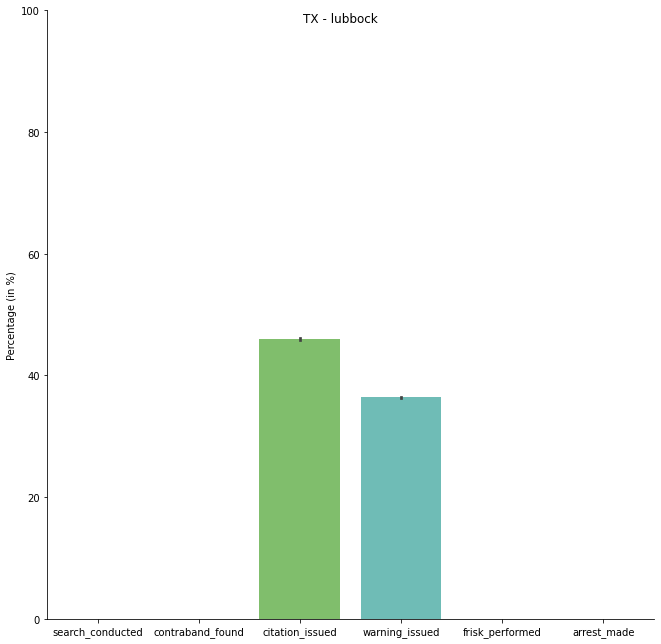 TX - lubbock
Percentage (in %)
100
80
60
40
20
0
search_conducted contraband_found citation_issued warning_issued frisk_performed arrest_made